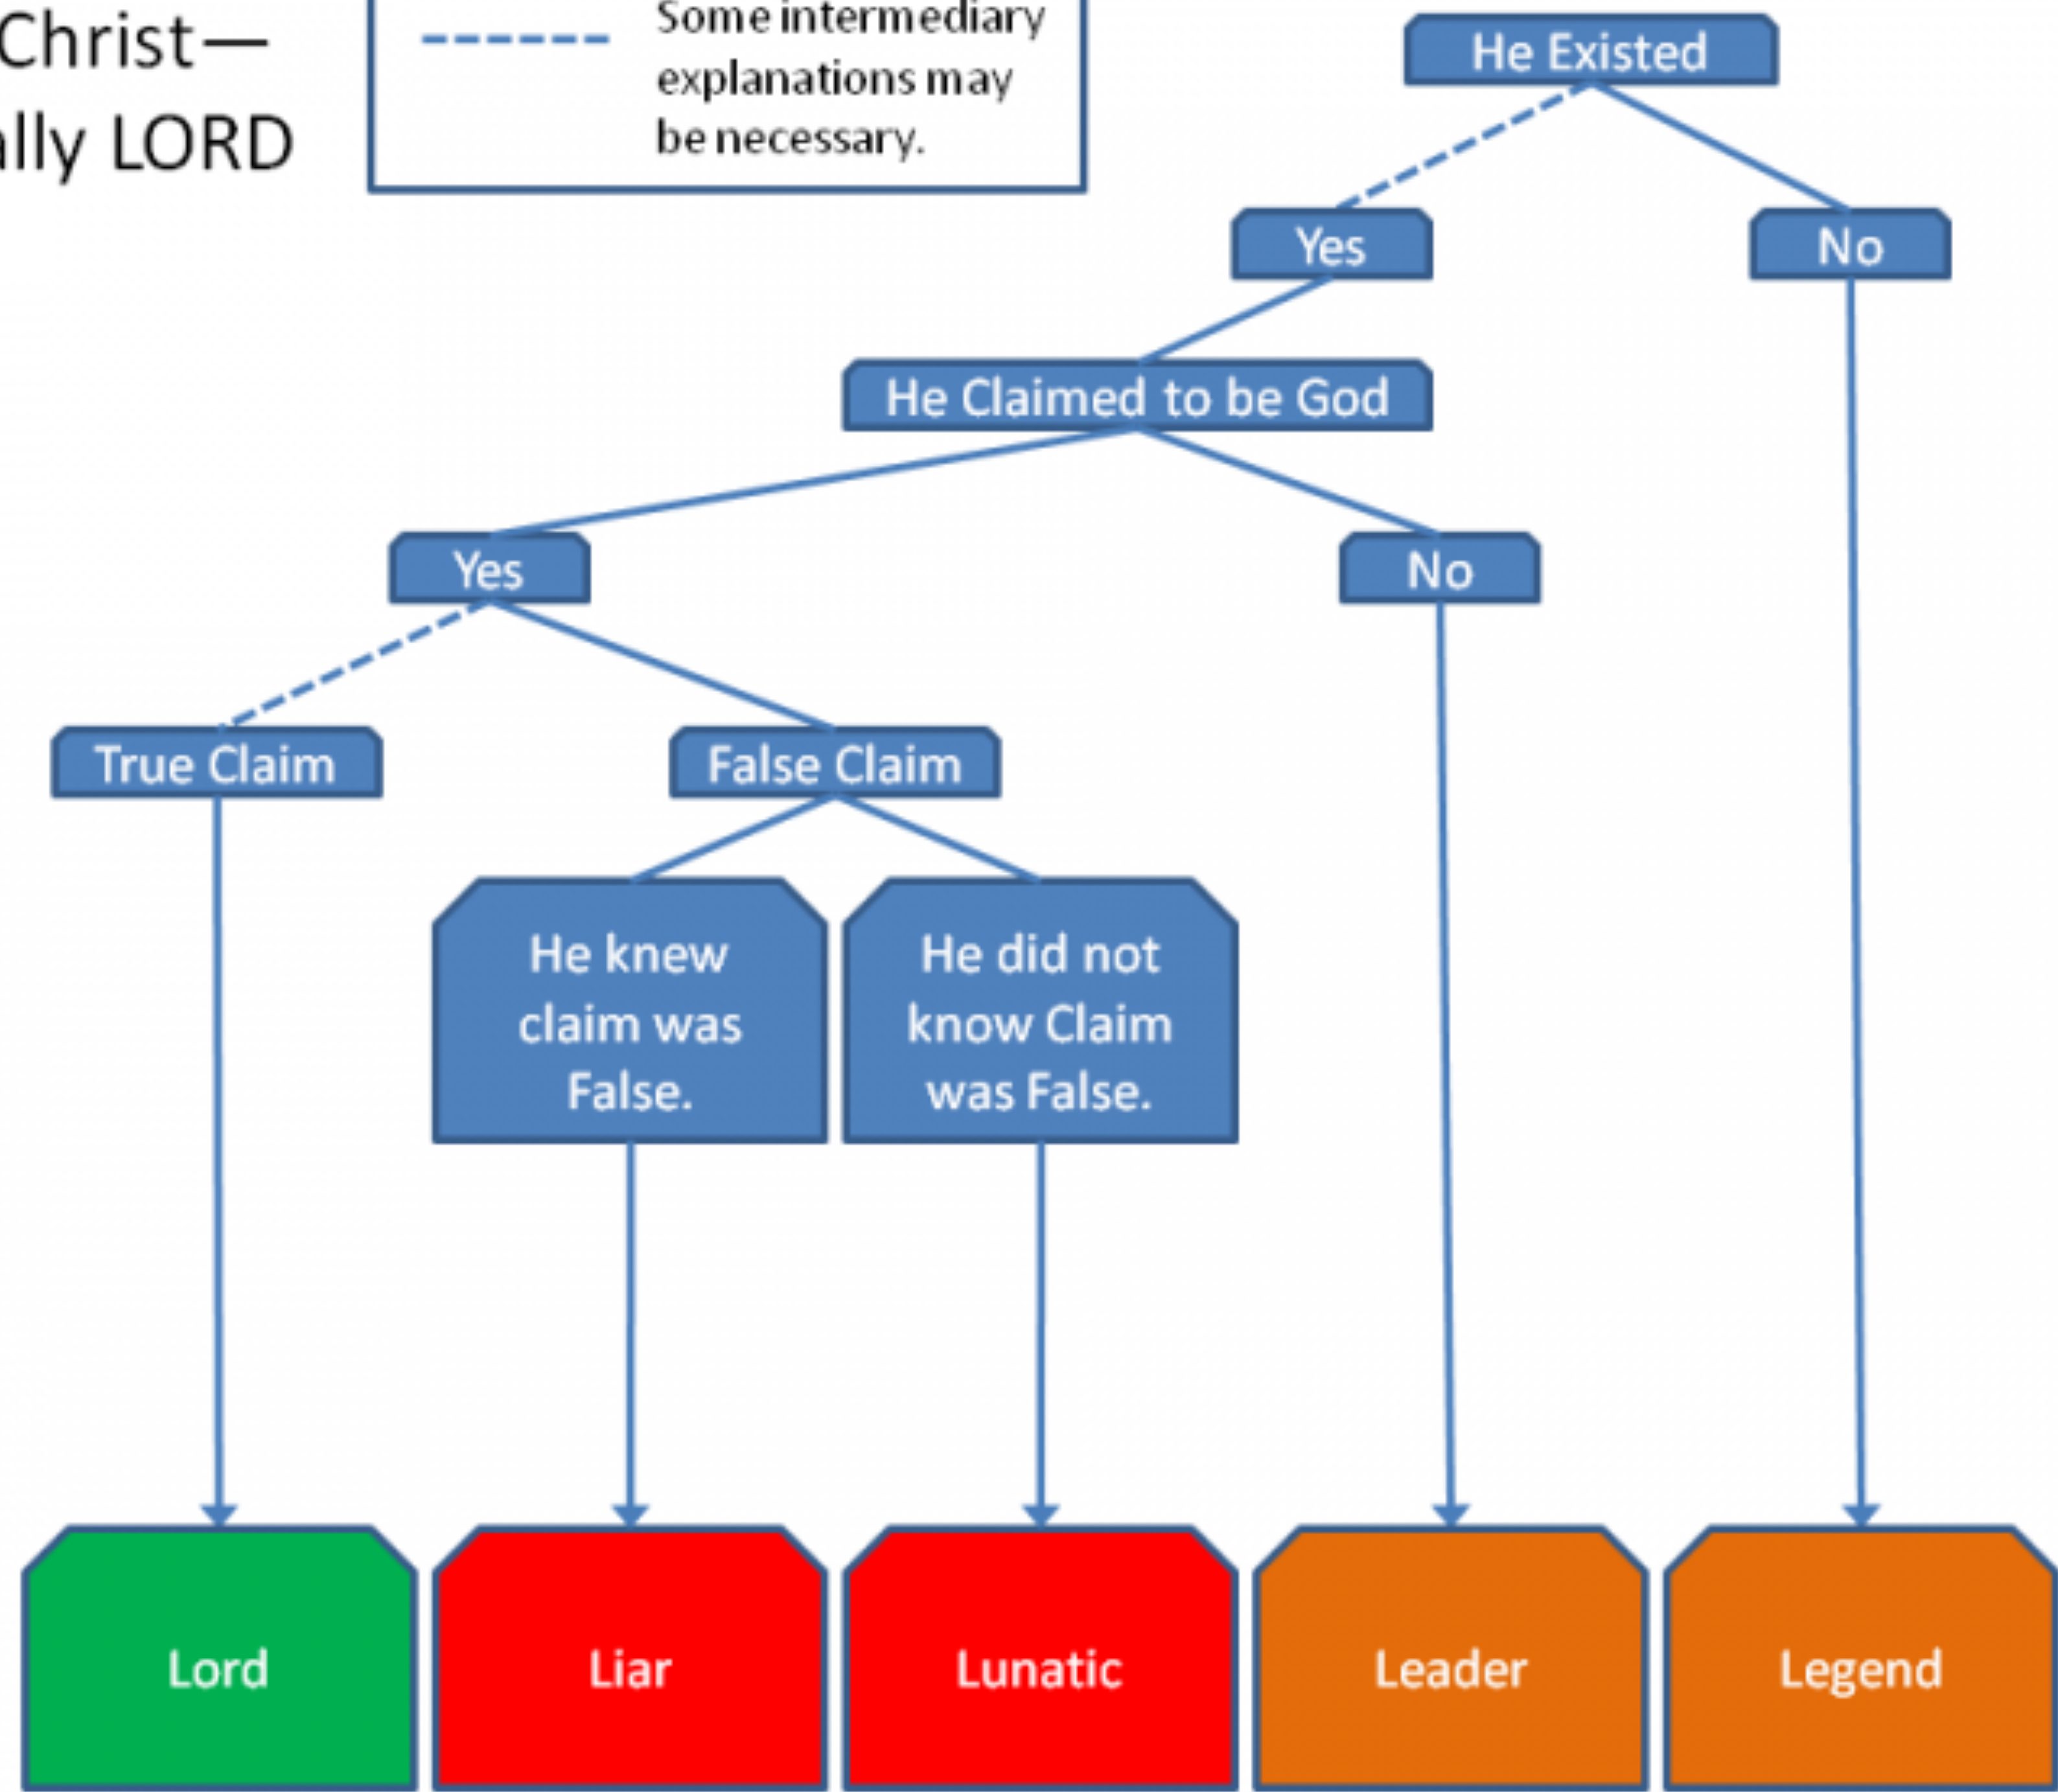 Christ—
ally LORD
Some intermediary
explanations may
be necessary.
He Existed
Yes
No
He Claimed to be God
Yes
No
True Claim
False Claim
He knew
claim was
False.
He did not
know Claim
was False.
Lord
Liar
Lunatic
Leader
Legend